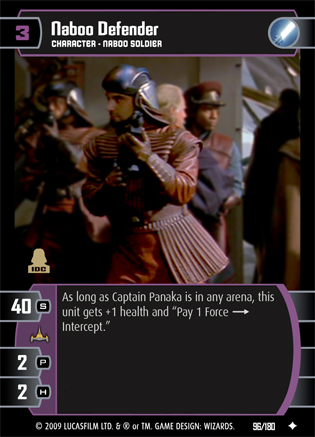 3 Naboo Defender
CHARACTER - NABOO SOLDIER
IDC
40 S
As long as Captain Panaka is in any arena, this
unit gets +1 health and “Pay 1 Force →
Intercept.”
2 P
2 H
© 2009 LUCASFILM LTD. & ® or TM. GAME DESIGN: WIZARDS. 96/180